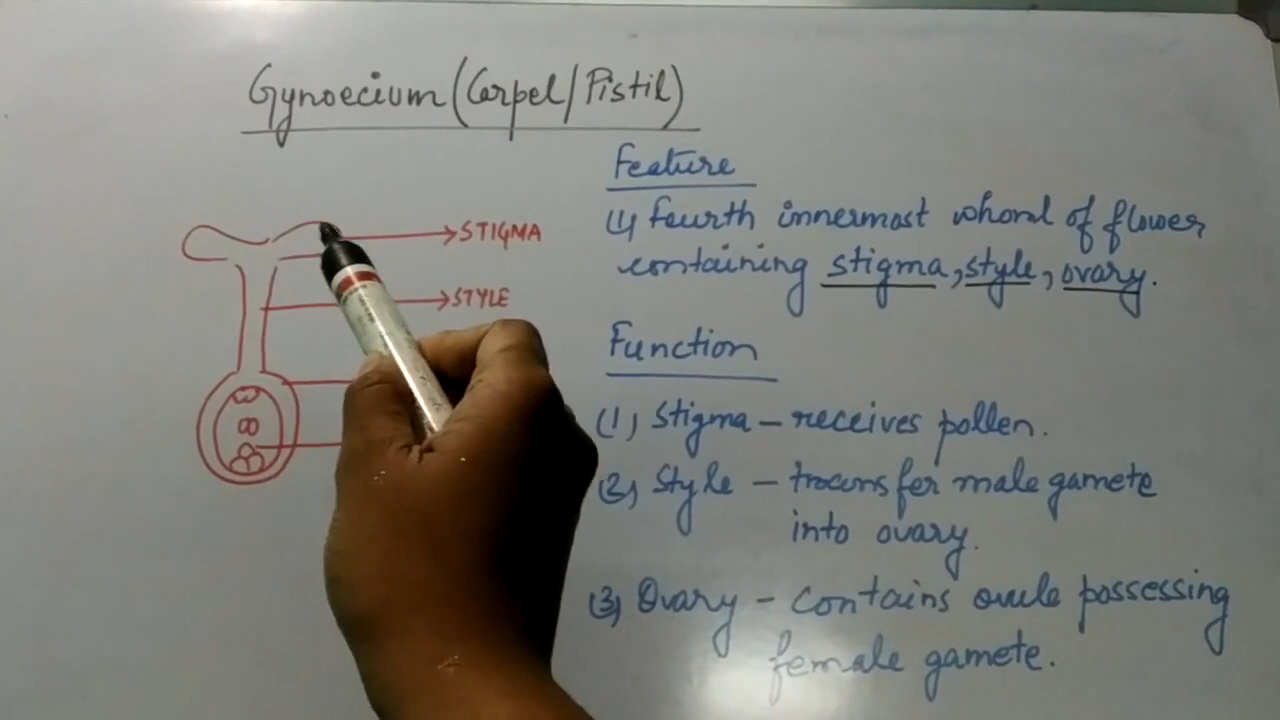 Gynoecium (Carpel/Pistil)
STIGMA
STYLE
Feature
(1) Fourth innermost whorl of flower
containing stigma, style, ovary.
Function
(1) Stigma – receives pollen.
(2) Style – transfer male gamete
into ovary.
(3) Ovary – contains ovule possessing
female gamete.